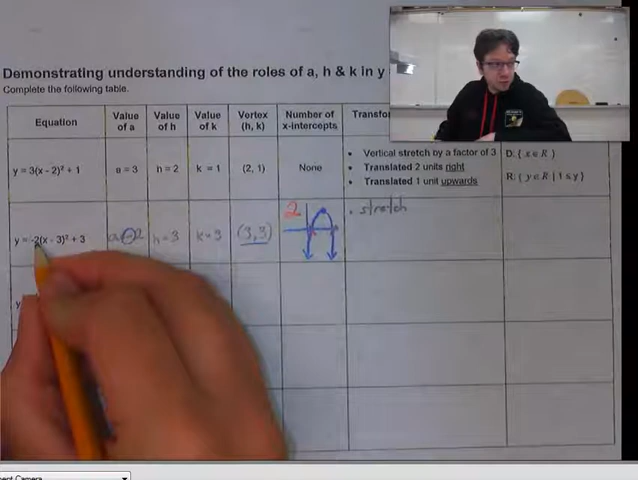 Demonstrating understanding of the roles of a, h & k in y
Complete the following table.
Equation
Value of a
Value of h
Value of k
Vertex (h, k)
Number of x-intercepts
Transfor
y = 3(x - 2)² + 1
a = 3
h = 2
k = 1
(2, 1)
None
• Vertical stretch by a factor of 3
• Translated 2 units right
• Translated 1 unit upwards
D: { x ∈ R }
R: { y ∈ R | 1 ≤ y }
y = -2(x - 3)² + 3
a = -2
h = 3
k = 3
(3,3)
2
• stretch
y
ment Camera